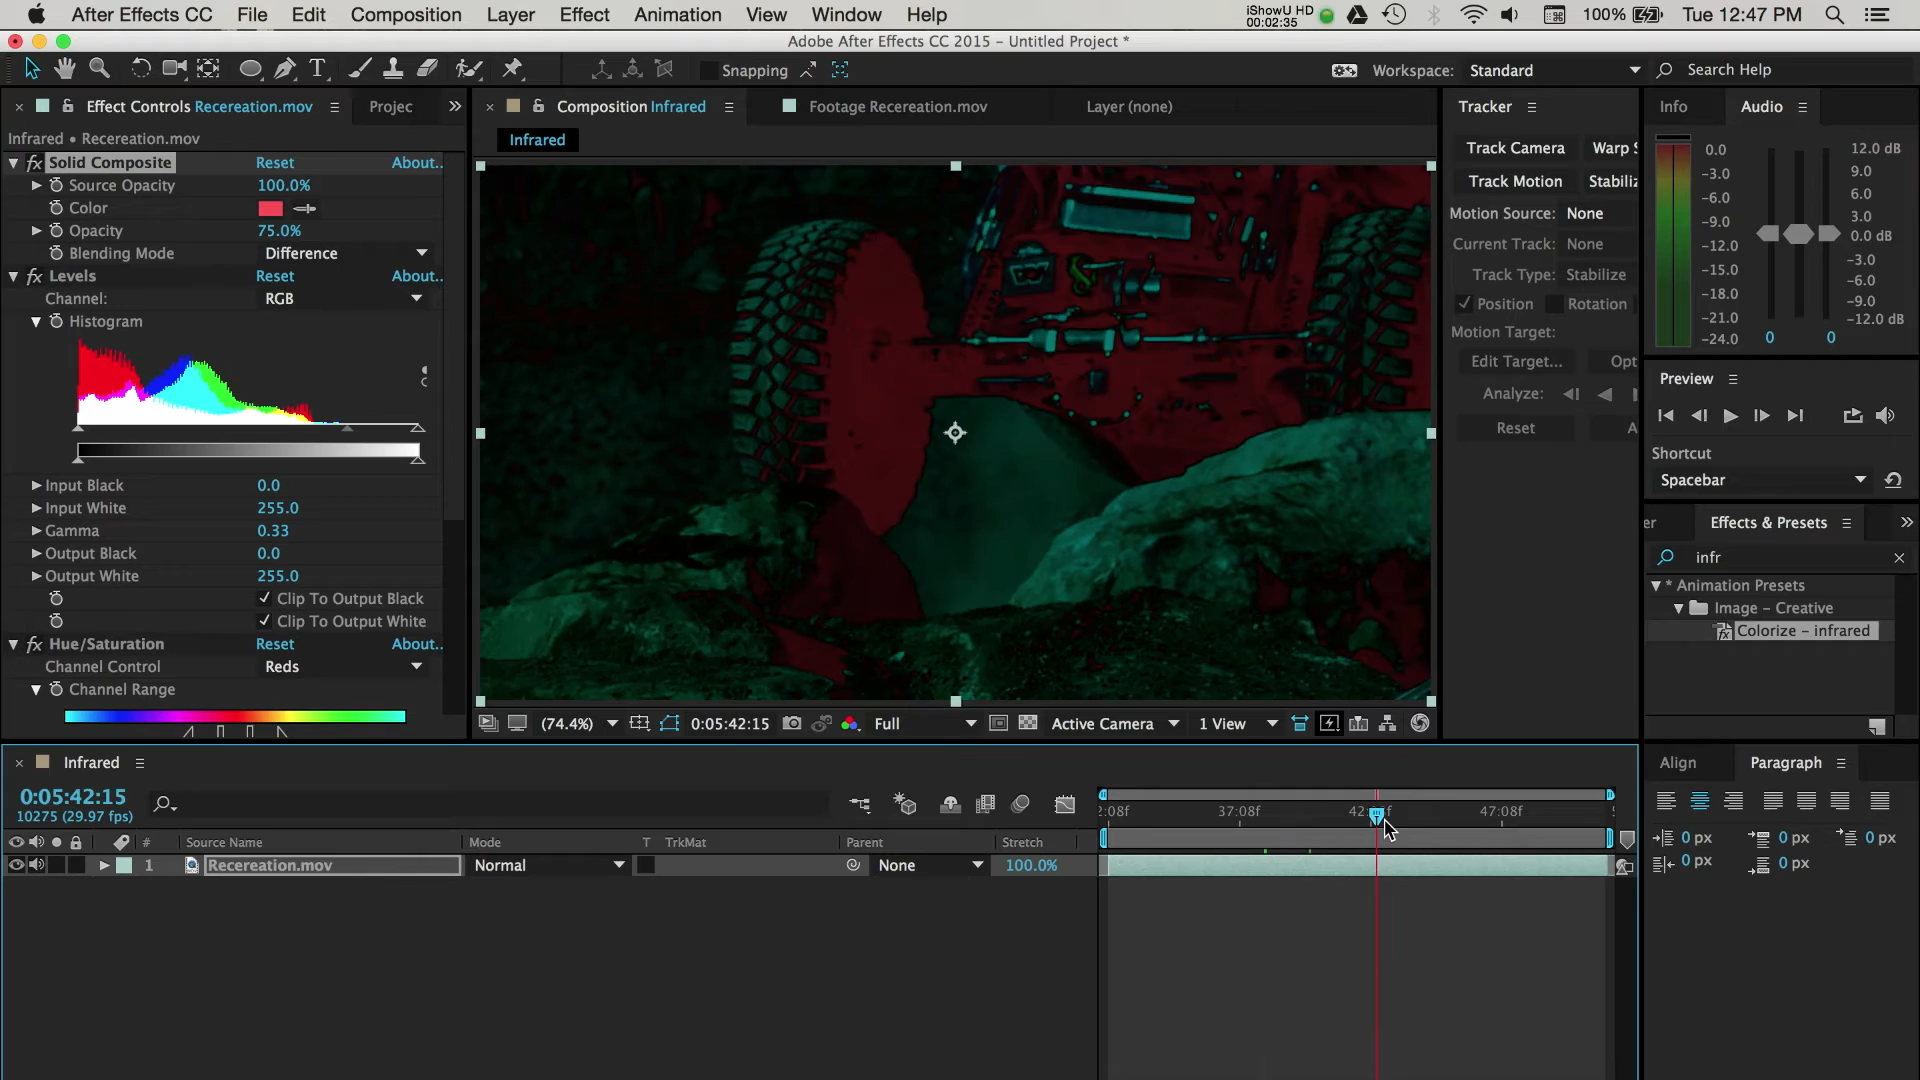 After Effects CC File Edit Composition Layer Effect Animation View Window Help iShowU HD 00:02:35 100% Tue 12:47 PM
Adobe After Effects CC 2015 – Untitled Project *
Snapping Workspace: Standard Search Help
Effect Controls Recereation.mov Projec
Infrared • Recereation.mov
Solid Composite Reset About..
Source Opacity 100.0%
Color
Opacity 75.0%
Blending Mode Difference
Levels Reset About..
Channel: RGB
Histogram
Input Black 0.0
Input White 255.0
Gamma 0.33
Output Black 0.0
Output White 255.0
Clip To Output Black
Clip To Output White
Hue/Saturation Reset About..
Channel Control Reds
Channel Range
Composition Infrared Footage Recereation.mov Layer (none)
Infrared
(74.4%) 0:05:42:15 Full Active Camera 1 View
Tracker
Track Camera Warp S
Track Motion Stabiliz
Motion Source: None
Current Track: None
Track Type: Stabilize
Position Rotation
Motion Target:
Edit Target... Opt
Analyze:
Reset A
Info Audio
0.0 12.0 dB
-3.0 9.0
-6.0 6.0
-9.0 3.0
-12.0 0.0 dB
-15.0 -3.0
-18.0 -6.0
-21.0 -9.0
-24.0 -12.0 dB
0 0
Preview
Shortcut
Spacebar
er Effects & Presets
infr
* Animation Presets
Image – Creative
Colorize – infrared
Infrared
0:05:42:15
10275 (29.97 fps)
2:08f 37:08f 42: f 47:08f 5
# Source Name Mode T TrkMat Parent Stretch
1 Recereation.mov Normal None 100.0%
Align Paragraph
0 px 0 px 0 px
0 px 0 px